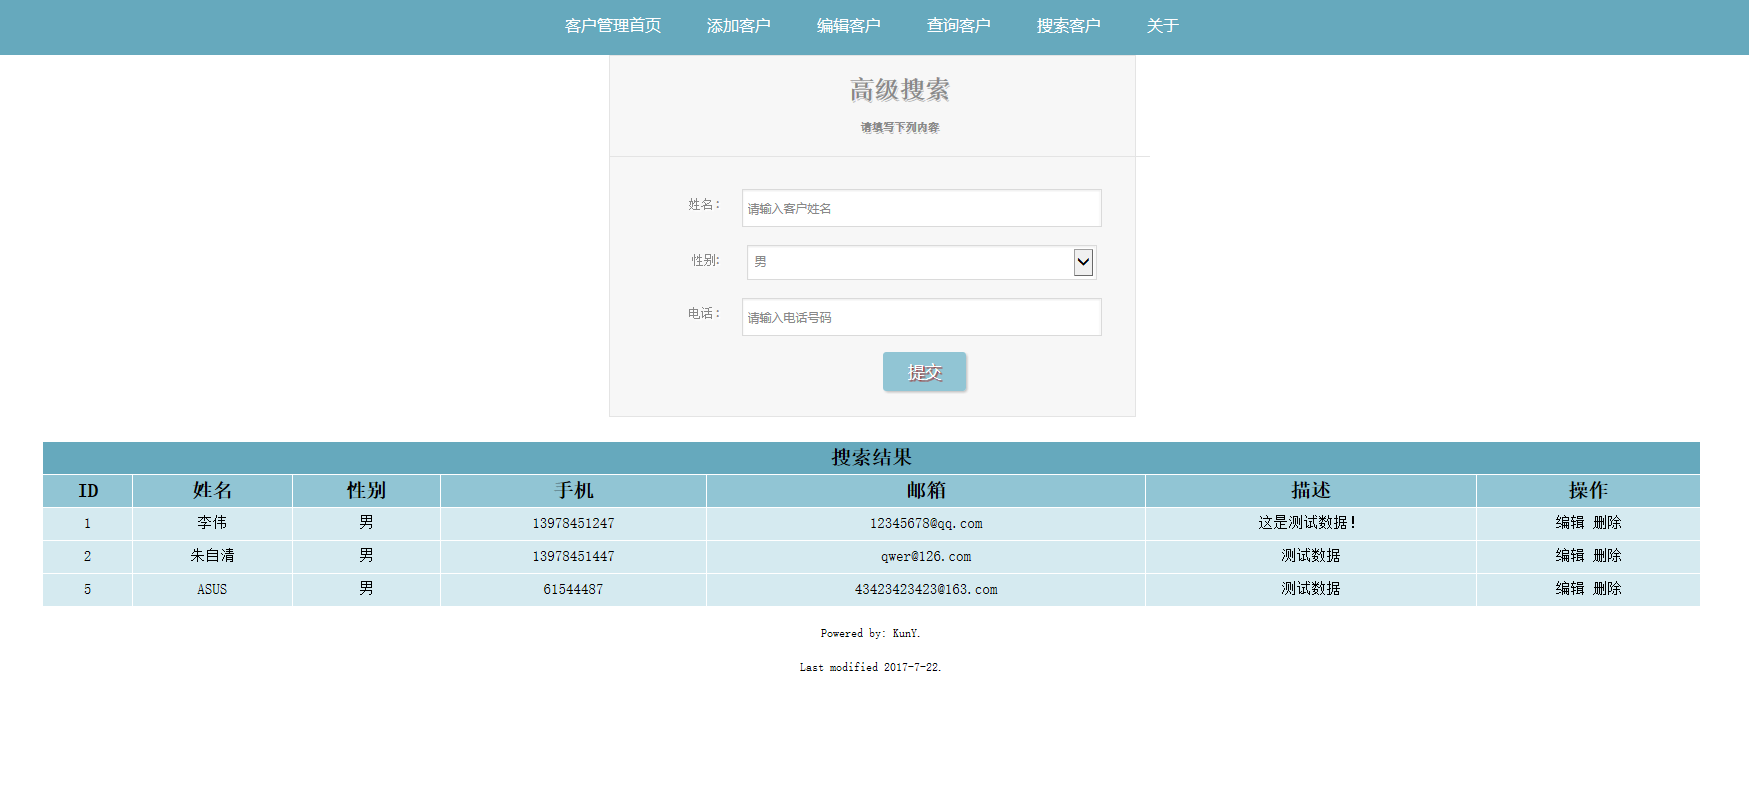 客户管理首页 添加客户 编辑客户 查询客户 搜索客户 关于
高级搜索
请填写下列内容
姓名: 请输入客户姓名
性别: 男
电话: 请输入电话号码
提交
搜索结果
ID 姓名 性别 手机 邮箱 描述 操作
1 李伟 男 13978451247 12345678@qq.com 这是测试数据! 编辑 删除
2 朱自清 男 13978451447 qwer@126.com 测试数据 编辑 删除
5 ASUS 男 61544487 43423423423@163.com 测试数据 编辑 删除
Powered by: KunY.
Last modified 2017-7-22.